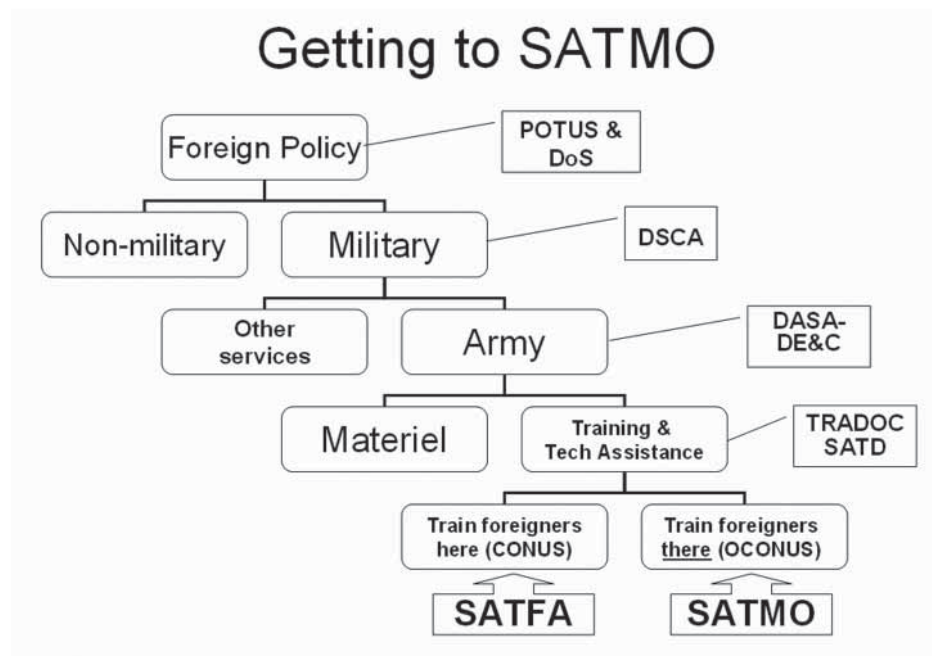 Getting to SATMO
Foreign Policy
POTUS &
DoS
Non-military
Military
DSCA
Other
services
Army
DASA-
DE&C
Materiel
Training &
Tech Assistance
TRADOC
SATD
Train foreigners
here (CONUS)
Train foreigners
there (OCONUS)
SATFA
SATMO